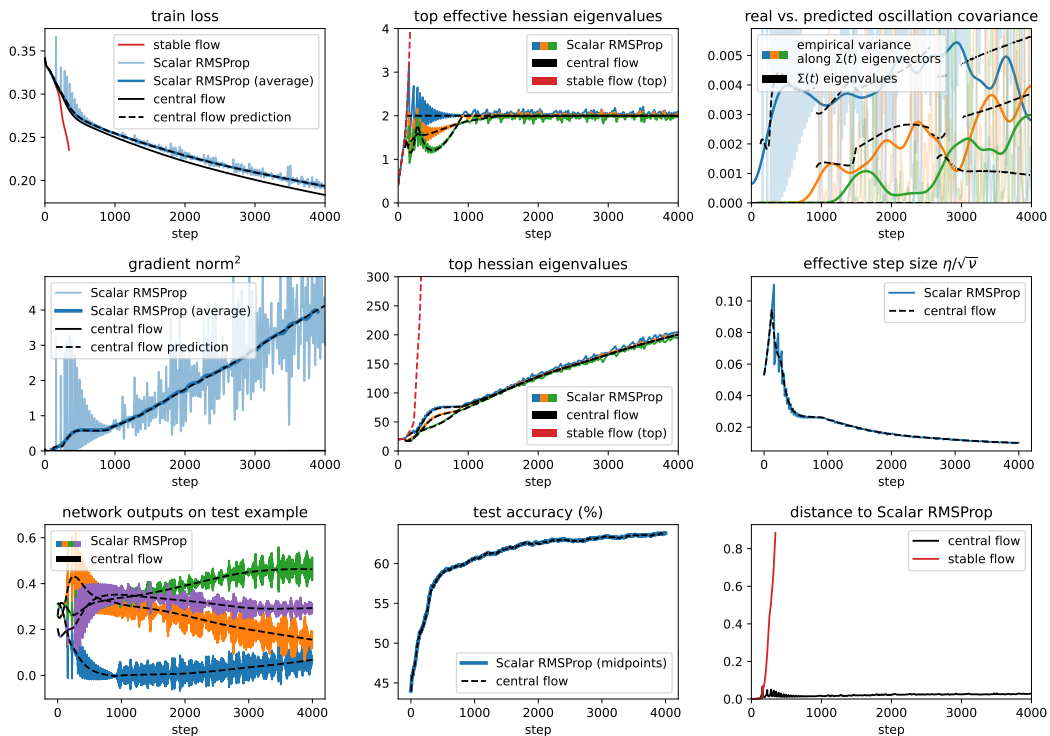 train loss
0.35
0.30
0.25
0.20
stable flow
Scalar RMSProp
Scalar RMSProp (average)
central flow
central flow prediction
0 1000 2000 3000 4000
step
top effective hessian eigenvalues
4
3
2
1
0
Scalar RMSProp
central flow
stable flow (top)
0 1000 2000 3000 4000
step
real vs. predicted oscillation covariance
0.005
0.004
0.003
0.002
0.001
0.000
empirical variance
along Σ(t) eigenvectors
Σ(t) eigenvalues
0 1000 2000 3000 4000
step
gradient norm²
4
3
2
1
0
Scalar RMSProp
Scalar RMSProp (average)
central flow
central flow prediction
0 1000 2000 3000 4000
step
top hessian eigenvalues
300
250
200
150
100
50
0
Scalar RMSProp
central flow
stable flow (top)
0 1000 2000 3000 4000
step
effective step size η/√ν
0.10
0.08
0.06
0.04
0.02
Scalar RMSProp
central flow
0 1000 2000 3000 4000
step
network outputs on test example
0.6
0.4
0.2
0.0
Scalar RMSProp
central flow
0 1000 2000 3000 4000
step
test accuracy (%)
60
55
50
45
Scalar RMSProp (midpoints)
central flow
0 1000 2000 3000 4000
step
distance to Scalar RMSProp
0.8
0.6
0.4
0.2
0.0
central flow
stable flow
0 1000 2000 3000 4000
step